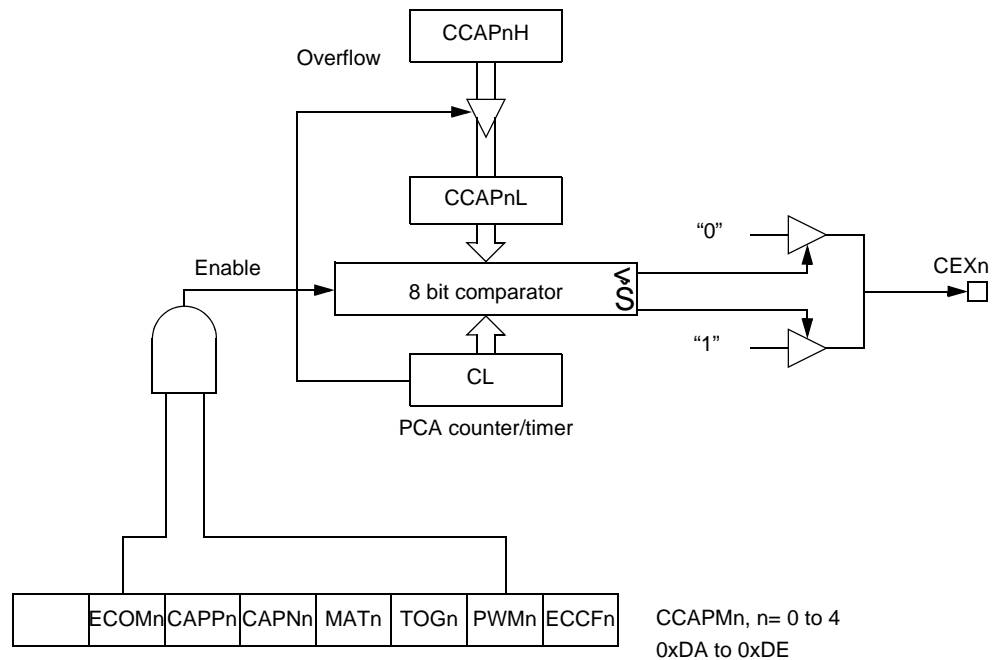 CCAPnH
Overflow
CCAPnL
“0”
Enable
CEXn
8 bit comparator
<
“1”
CL
PCA counter/timer
ECOMn CAPPn CAPNn MATn TOGn PWMn ECCFn
CCAPMn, n= 0 to 4
0xDA to 0xDE